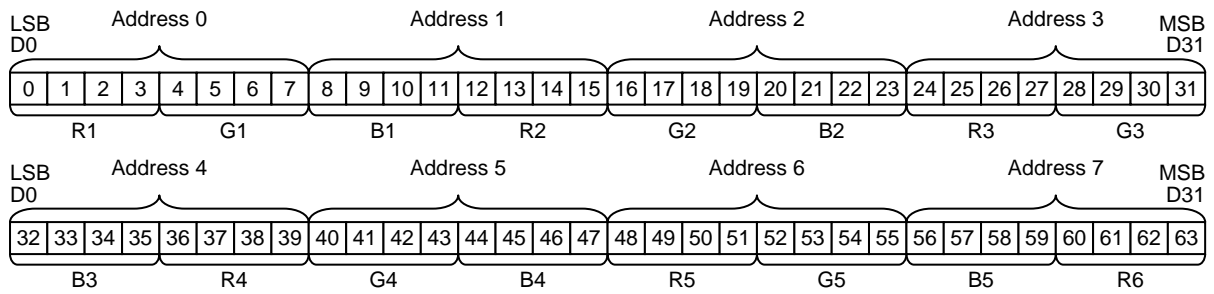 LSB Address 0 Address 1 Address 2 Address 3 MSB
D0 D31
0 1 2 3 4 5 6 7 8 9 10 11 12 13 14 15 16 17 18 19 20 21 22 23 24 25 26 27 28 29 30 31
R1 G1 B1 R2 G2 B2 R3 G3
LSB Address 4 Address 5 Address 6 Address 7 MSB
D0 D31
32 33 34 35 36 37 38 39 40 41 42 43 44 45 46 47 48 49 50 51 52 53 54 55 56 57 58 59 60 61 62 63
B3 R4 G4 B4 R5 G5 B5 R6